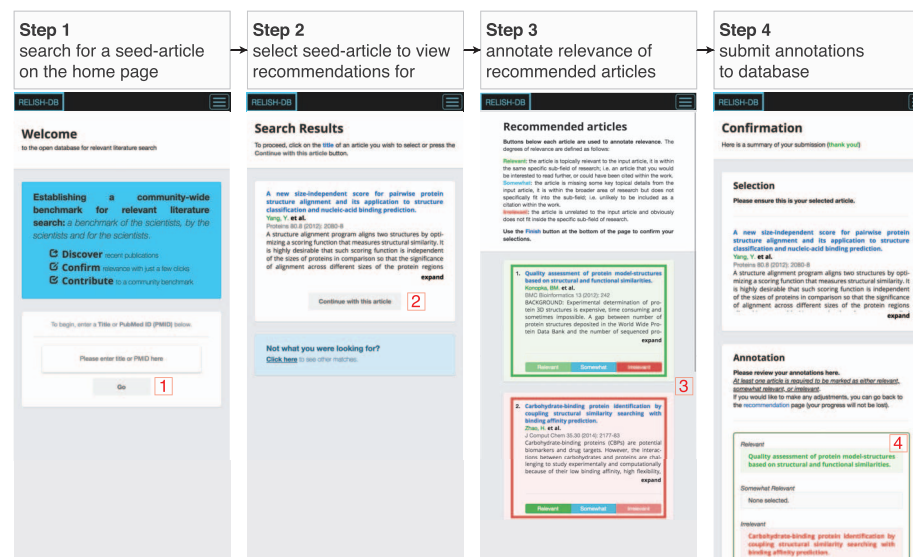 Step 1
search for a seed-article
on the home page
Step 2
select seed-article to view
recommendations for
Step 3
annotate relevance of
recommended articles
Step 4
submit annotations
to database
RELISH-DB
Welcome
to the open database for relevant literature search
Establishing a community-wide
benchmark for relevant literature
search: a benchmark of the scientists, by the
scientists and for the scientists.
Discover recent publications
Confirm relevance with just a few clicks
Contribute to a community benchmark
To begin, enter a Title or PubMed ID (PMID) below.
Please enter title or PMID here
Go
1
RELISH-DB
Search Results
To proceed, click on the title of an article you wish to select or press the
Continue with this article button.
A new size-independent score for pairwise protein
structure alignment and its application to structure
classification and nucleic-acid binding prediction.
Yang, Y. et al.
Proteins 80.8 (2012): 2080-8
A structure alignment program aligns two structures by opti-
mizing a scoring function that measures structural similarity. It
is highly desirable that such scoring function is independent
of the sizes of proteins in comparison so that the significance
of alignment across different sizes of the protein regions
expand
Continue with this article
2
Not what you were looking for?
Click here to see other matches.
RELISH-DB
Recommended articles
Buttons below each article are used to annotate relevance. The
degrees of relevance are defined as follows:
Relevant: the article is topically relevant to the input article, it is within
the same specific sub-field of research; i.e. an article that you would
be interested to read further, or could have been cited within the work.
Somewhat: the article is missing some key topical details from the
input article, it is within the broader area of research but does not
specifically fit into the sub-field, i.e. unlikely to be included as a
citation within the work.
Irrelevant: the article is unrelated to the input article and obviously
does not fit inside the specific sub-field of research.
Use the Finish button at the bottom of the page to confirm your
selections.
1. Quality assessment of protein model-structures
based on structural and functional similarities.
Konopka, BM. et al.
BMC Bioinformatics 13 (2012): 242
BACKGROUND: Experimental determination of pro-
tein 3D structures is expensive, time consuming and
sometimes impossible. A gap between number of
protein structures deposited in the World Wide Pro-
tein Data Bank and the number of sequenced pro-
expand
Relevant Somewhat Irrelevant
3
2. Carbohydrate-binding protein identification by
coupling structural similarity searching with
binding affinity prediction.
Zhao, H. et al.
J Comput Chem 35.30 (2014): 2177-83
Carbohydrate-binding proteins (CBPs) are potential
biomarkers and drug targets. However, the interac-
tions between carbohydrates and proteins are chal-
lenging to study experimentally and computationally
because of their low binding affinity, high flexibility,
expand
Relevant Somewhat Irrelevant
RELISH-DB
Confirmation
Here is a summary of your submission (thank you!)
Selection
Please ensure this is your selected article.
A new size-independent score for pairwise protein
structure alignment and its application to structure
classification and nucleic-acid binding prediction.
Yang, Y. et al.
Proteins 80.8 (2012): 2080-8
A structure alignment program aligns two structures by opti-
mizing a scoring function that measures structural similarity. It
is highly desirable that such scoring function is independent
of the sizes of proteins in comparison so that the significance
of alignment across different sizes of the protein regions
expand
Annotation
Please review your annotations here.
At least one article is required to be marked as either relevant,
somewhat relevant, or irrelevant.
If you would like to make any adjustments, you can go back to
the recommendation page (your progress will not be lost).
4
Relevant
Quality assessment of protein model-structures
based on structural and functional similarities.
Somewhat Relevant
None selected.
Irrelevant
Carbohydrate-binding protein identification by
coupling structural similarity searching with
binding affinity prediction.